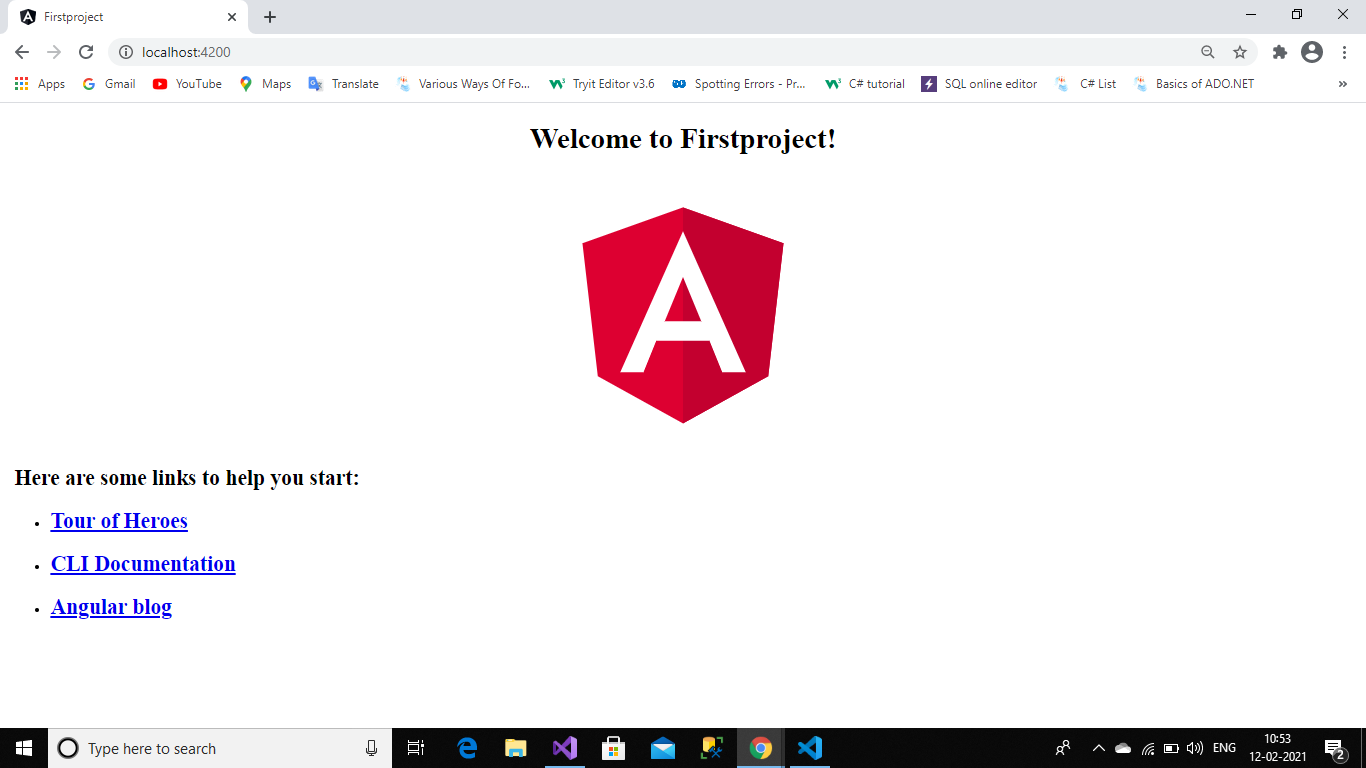 Firstproject
localhost:4200
Apps Gmail YouTube Maps Translate Various Ways Of Fo... Tryit Editor v3.6 Spotting Errors - Pr... C# tutorial SQL online editor C# List Basics of ADO.NET »
Welcome to Firstproject!
A
Here are some links to help you start:
• Tour of Heroes
• CLI Documentation
• Angular blog
Type here to search
ENG
10:53
12-02-2021
2